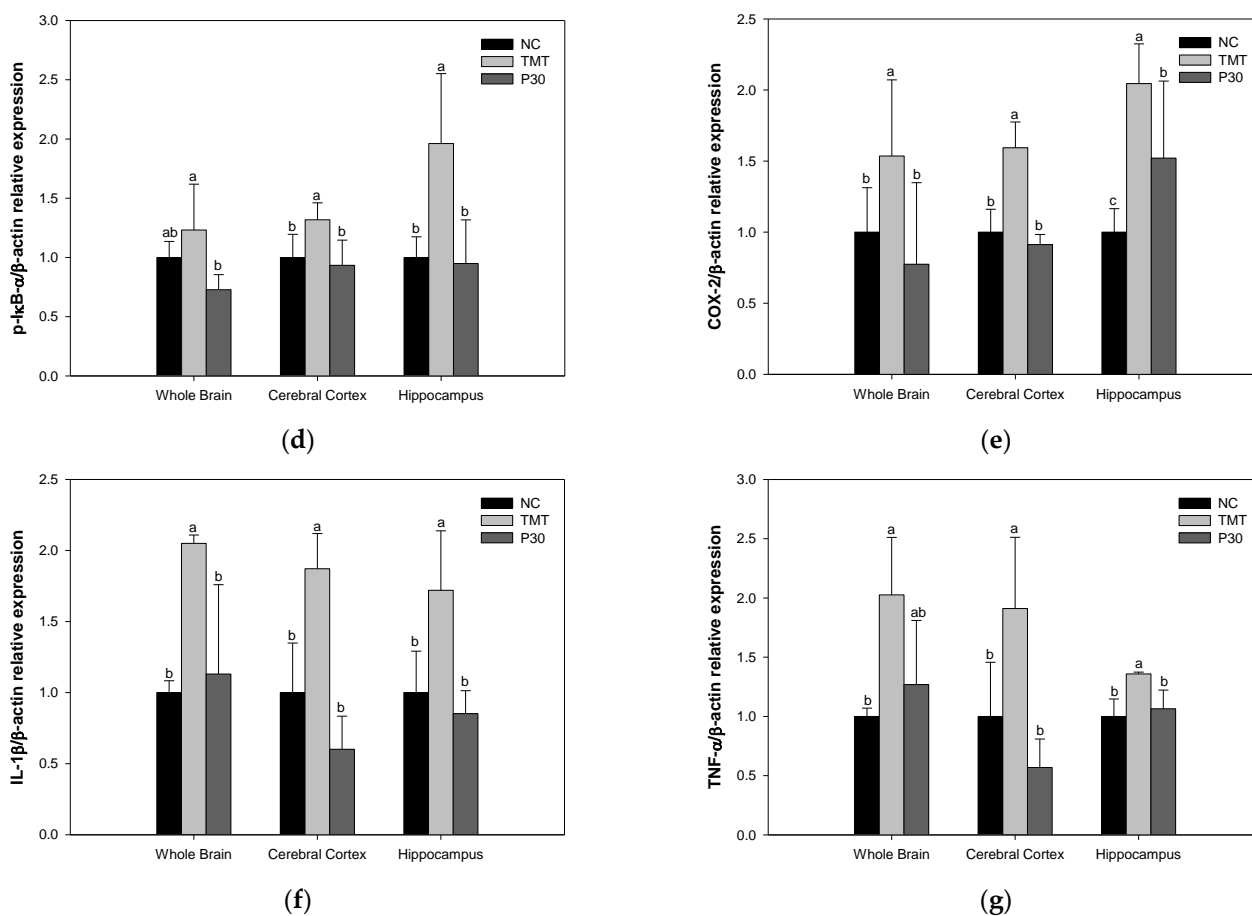 p-IκB-α/β-actin relative expression
3.0
2.5
2.0
1.5
1.0
0.5
0.0
NC
TMT
P30
ab
a
b
b
a
b
b
a
b
Whole Brain
Cerebral Cortex
Hippocampus
(d)
COX-2/β-actin relative expression
2.5
2.0
1.5
1.0
0.5
0.0
NC
TMT
P30
b
a
b
b
a
b
c
a
b
Whole Brain
Cerebral Cortex
Hippocampus
(e)
IL-1β/β-actin relative expression
2.5
2.0
1.5
1.0
0.5
0.0
NC
TMT
P30
b
a
b
b
a
b
b
a
b
Whole Brain
Cerebral Cortex
Hippocampus
(f)
TNF-α/β-actin relative expression
3.0
2.5
2.0
1.5
1.0
0.5
0.0
NC
TMT
P30
b
a
ab
b
a
b
b
a
b
Whole Brain
Cerebral Cortex
Hippocampus
(g)